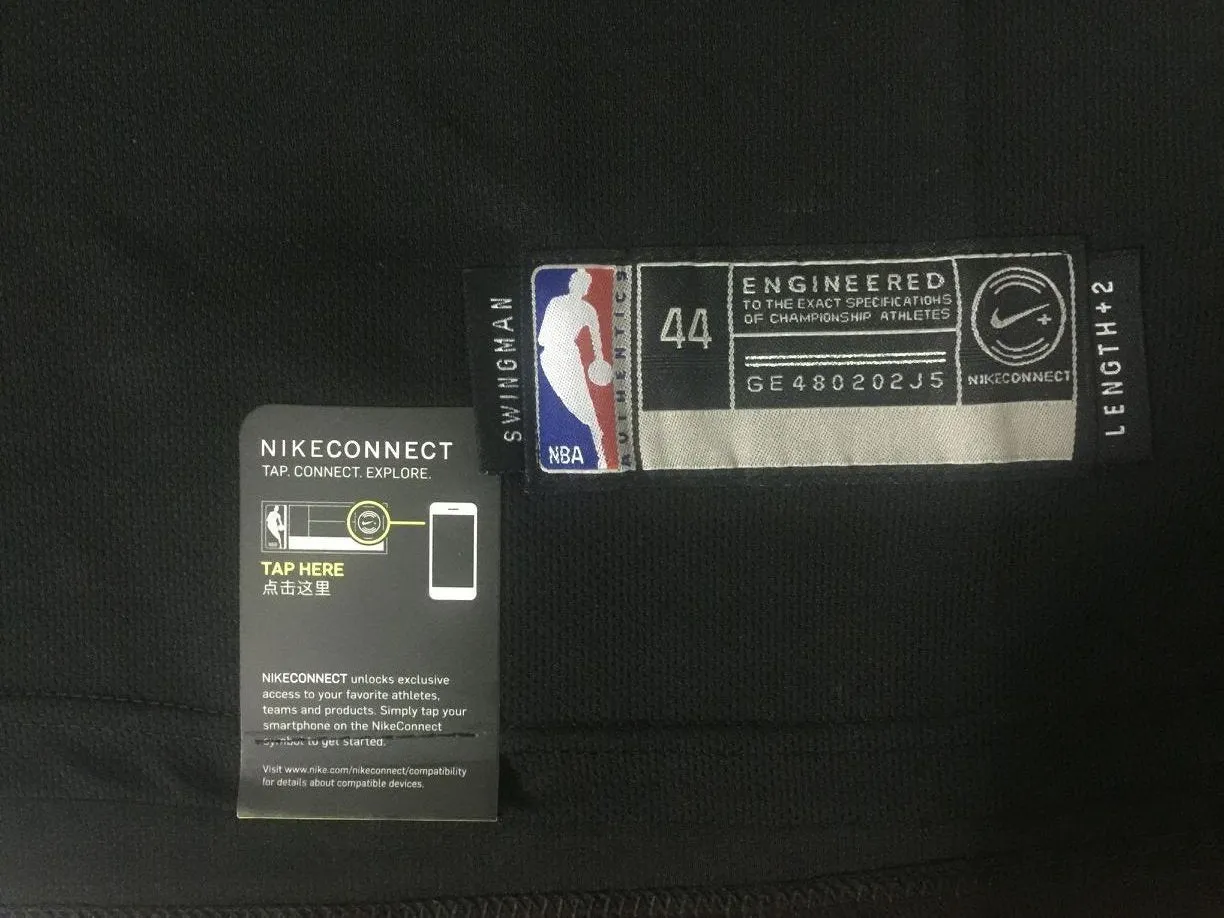 NIKECONNECT
TAP. CONNECT. EXPLORE.
TAP HERE
点击这里
NIKECONNECT unlocks exclusive
access to your favorite athletes,
teams and products. Simply tap your
smartphone on the NikeConnect
symbol to get started.
Visit www.nike.com/nikeconnect/compatibility
for details about compatible devices.
SWINGMAN
NBA
AUTHENTICS
44
ENGINEERED
TO THE EXACT SPECIFICATIONS
OF CHAMPIONSHIP ATHLETES
GE480202J5
NIKECONNECT
LENGTH+2